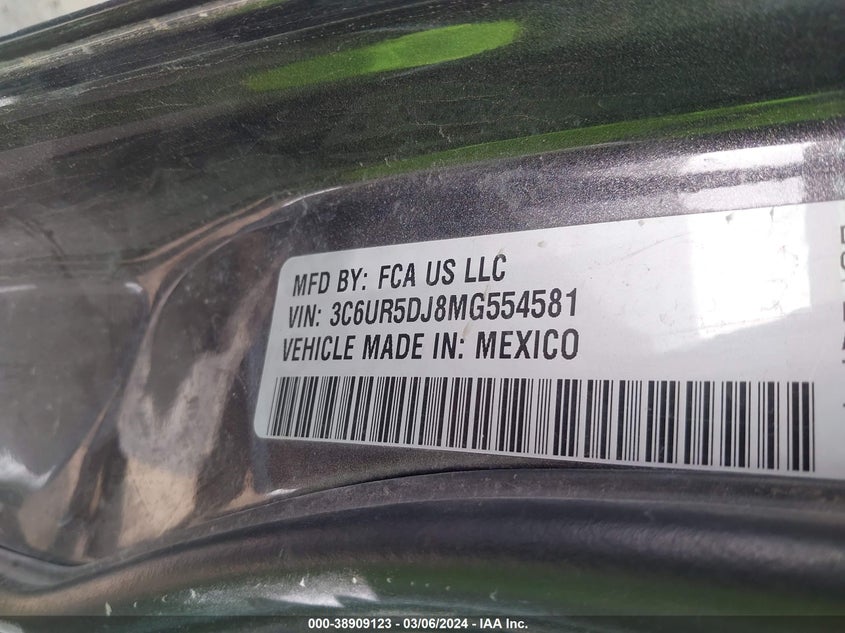 MFD BY: FCA US LLC
VIN: 3C6UR5DJ8MG554581
VEHICLE MADE IN: MEXICO
000-38909123 - 03/06/2024 - IAA Inc.